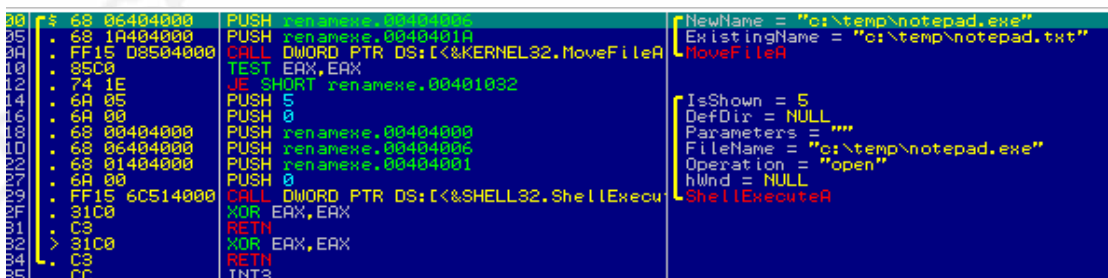 00 $ 68 06404000 PUSH renamexe.00404006 NewName = "c:\temp\notepad.exe"
05 . 68 1A404000 PUSH renamexe.0040401A ExistingName = "c:\temp\notepad.txt"
0A . FF15 D8504000 CALL DWORD PTR DS:[<&KERNEL32.MoveFileA MoveFileA
10 . 85C0 TEST EAX,EAX
12 . 74 1E JE SHORT renamexe.00401032
14 . 6A 05 PUSH 5 IsShown = 5
16 . 6A 00 PUSH 0 DefDir = NULL
18 . 68 00404000 PUSH renamexe.00404000 Parameters = ""
1D . 68 06404000 PUSH renamexe.00404006 FileName = "c:\temp\notepad.exe"
22 . 68 01404000 PUSH renamexe.00404001 Operation = "open"
27 . 6A 00 PUSH 0 hWnd = NULL
29 . FF15 6C514000 CALL DWORD PTR DS:[<&SHELL32.ShellExecu ShellExecuteA
2F . 31C0 XOR EAX,EAX
31 . C3 RETN
32 > 31C0 XOR EAX,EAX
34 . C3 RETN
35 CC INT3